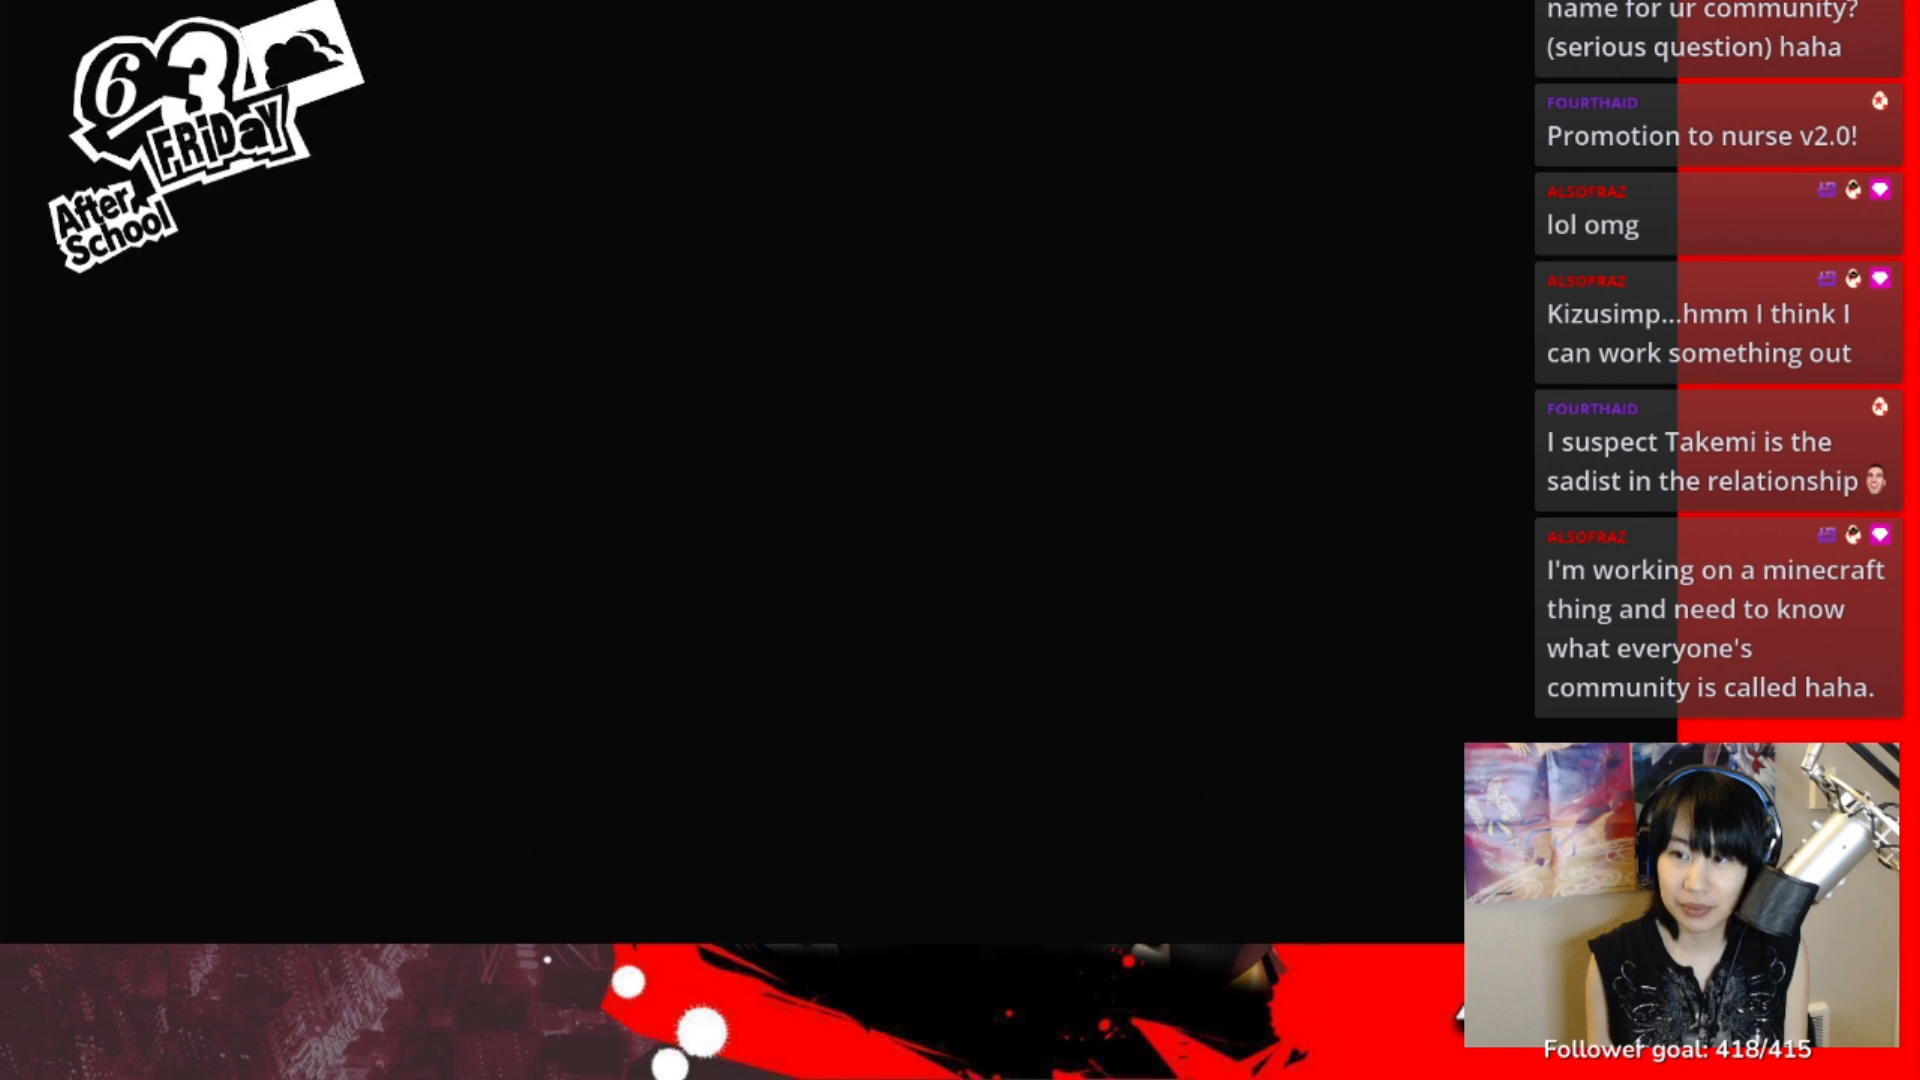 6/3
FRiDaY
After
School
name for ur community?
(serious question) haha
FOURTHAID
Promotion to nurse v2.0!
ALSOFRAZ
lol omg
ALSOFRAZ
Kizusimp...hmm I think I
can work something out
FOURTHAID
I suspect Takemi is the
sadist in the relationship
ALSOFRAZ
I'm working on a minecraft
thing and need to know
what everyone's
community is called haha.
Follower goal: 418/415